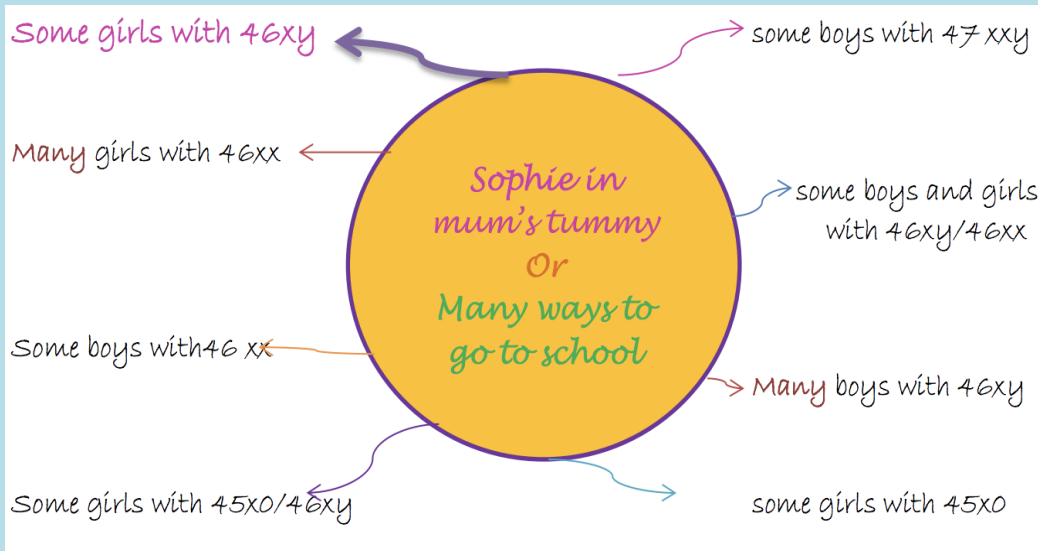 Some girls with 46xy
some boys with 47 xxy
Many girls with 46xx
some boys and girls
with 46xy/46xx
Sophie in
mum's tummy
Or
Many ways to
go to school
Some boys with46 xx
Many boys with 46xy
Some girls with 45x0/46xy
some girls with 45x0